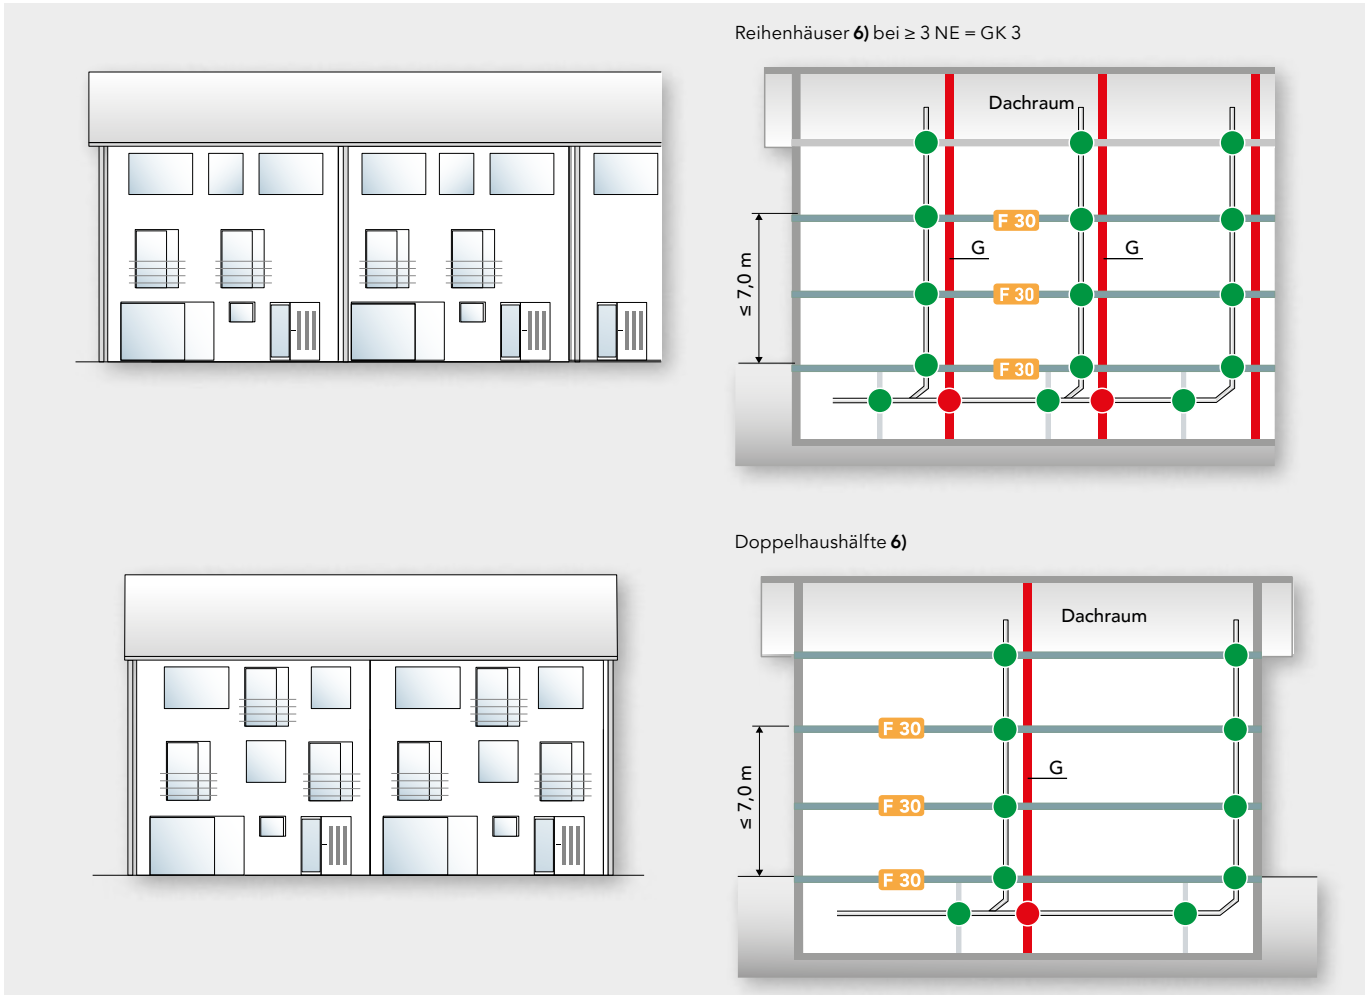 Reihenhäuser 6) bei ≥ 3 NE = GK 3
Dachraum
F 30
G
G
≤ 7,0 m
F 30
F 30
Doppelhaushälfte 6)
Dachraum
F 30
≤ 7,0 m
G
F 30
F 30